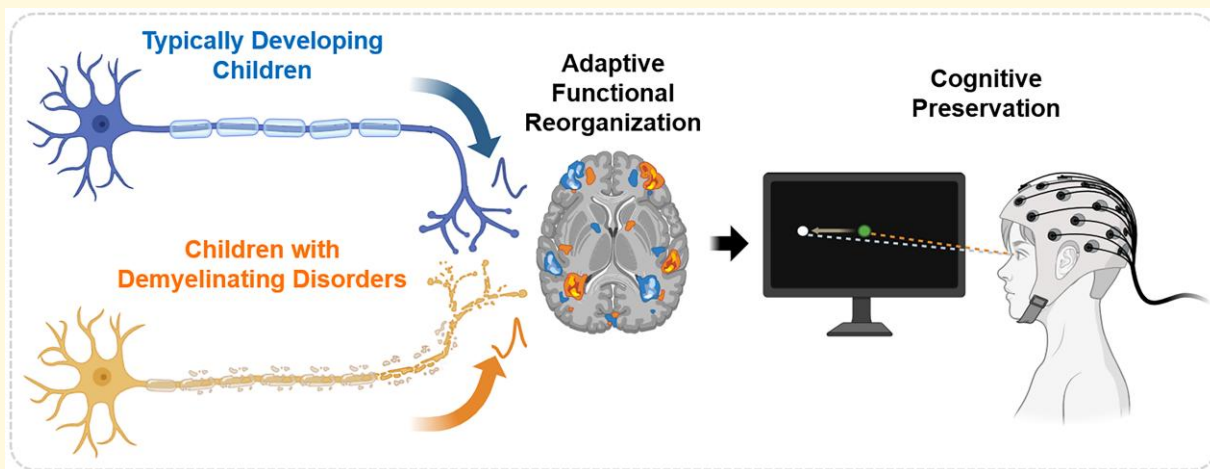 Typically Developing
Children
Adaptive
Functional
Reorganization
Cognitive
Preservation
Children with
Demyelinating Disorders